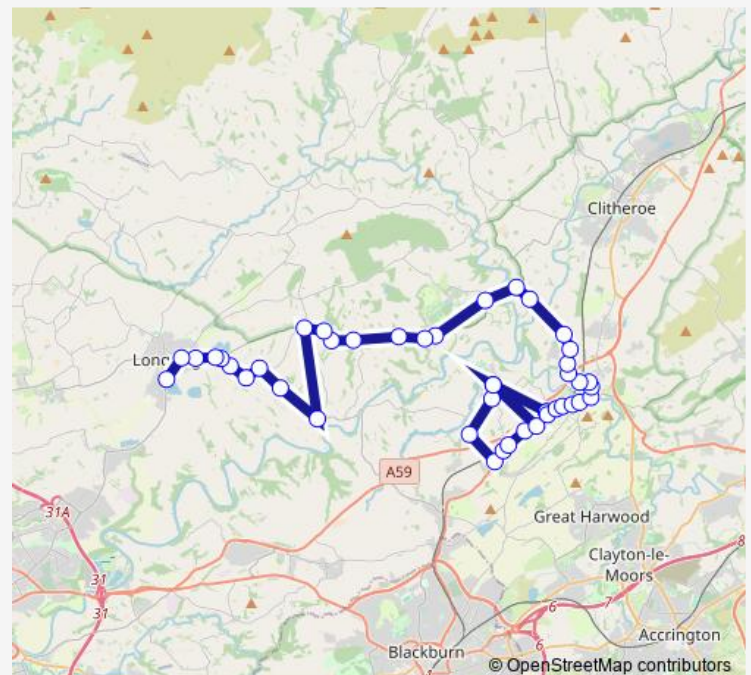 Clitheroe
Long
A59
31A
Great Harwood
8
Clayton-le-
Moors
31
7
6
31
6
Accrington
Blackburn
© OpenStreetMap contributors